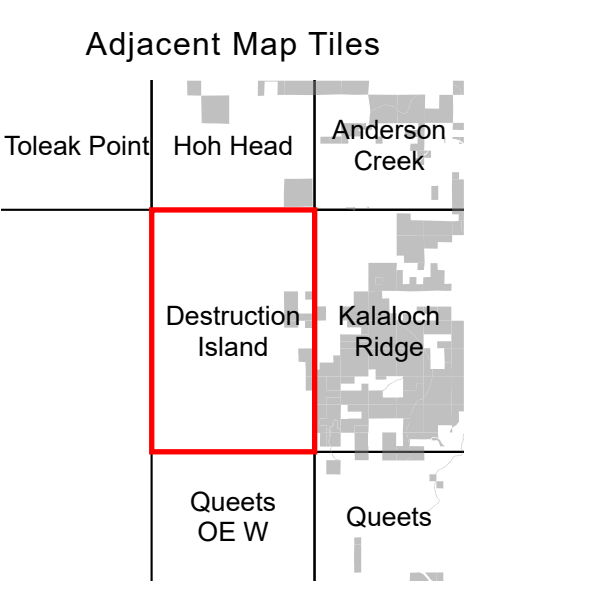 Adjacent Map Tiles
Toleak Point
Hoh Head
Anderson
Creek
Destruction
Island
Kalaloch
Ridge
Queets
OE W
Queets